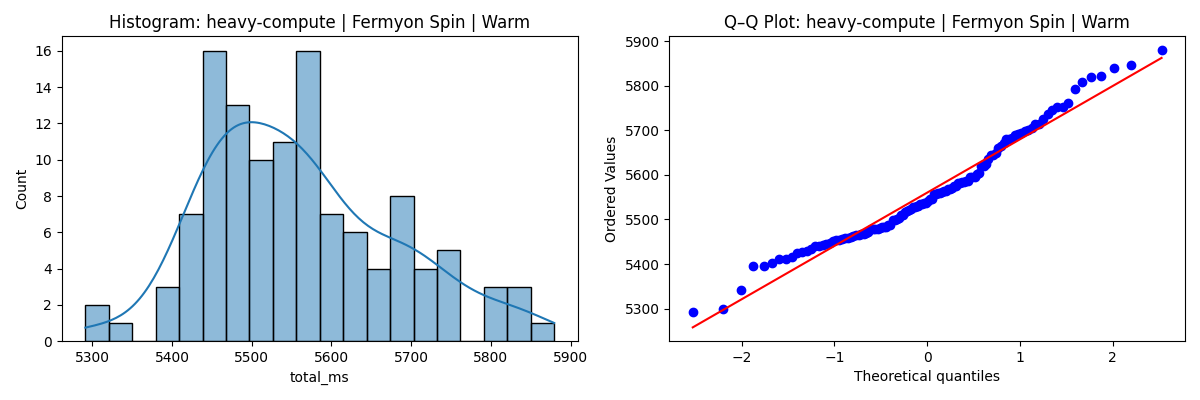 Histogram: heavy-compute | Fermyon Spin | Warm
Count
16
14
12
10
8
6
4
2
0
5300 5400 5500 5600 5700 5800 5900
total_ms
Q–Q Plot: heavy-compute | Fermyon Spin | Warm
Ordered Values
5900
5800
5700
5600
5500
5400
5300
−2 −1 0 1 2
Theoretical quantiles